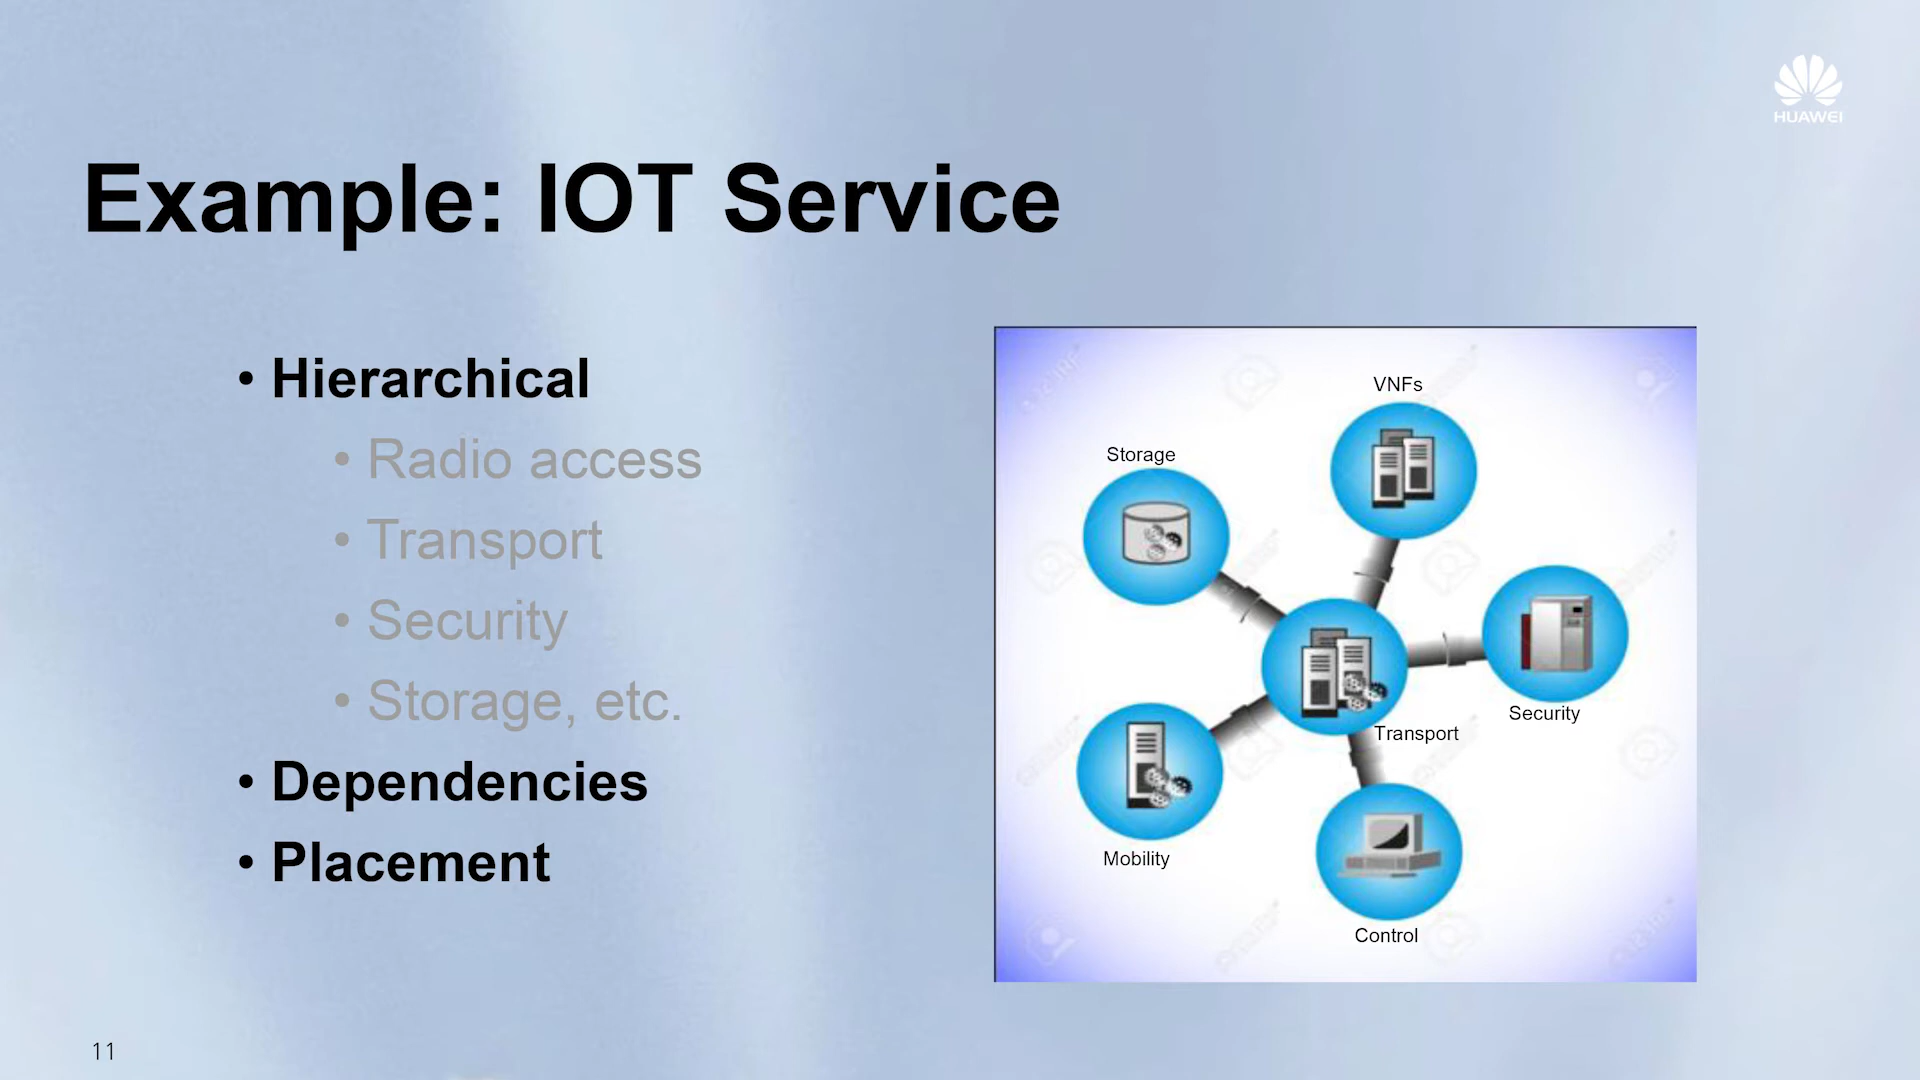 HUAWEI
Example: IOT Service
• Hierarchical
• Radio access
• Transport
• Security
• Storage, etc.
• Dependencies
• Placement
VNFs
Storage
Security
Transport
Mobility
Control
11